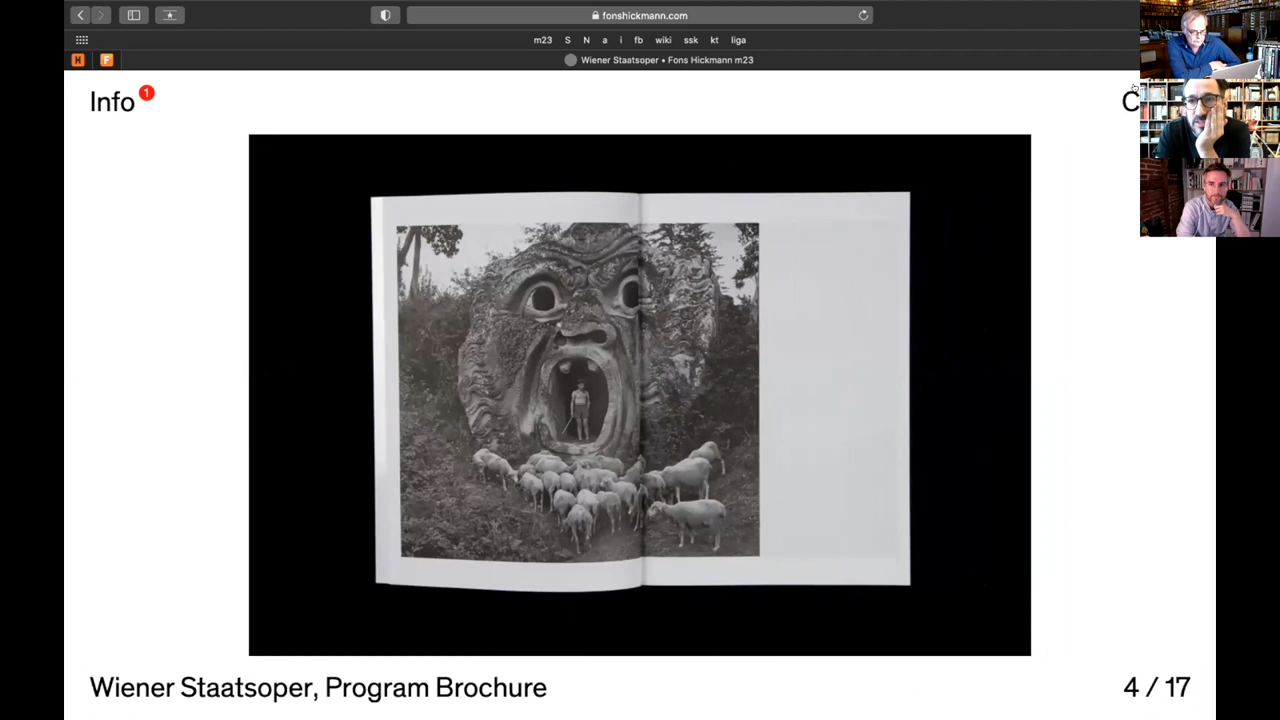 fonshickmann.com
m23 S N a i fb wiki ssk kt liga
H F
Wiener Staatsoper • Fons Hickmann m23
Info 1
C
Wiener Staatsoper, Program Brochure
4 / 17